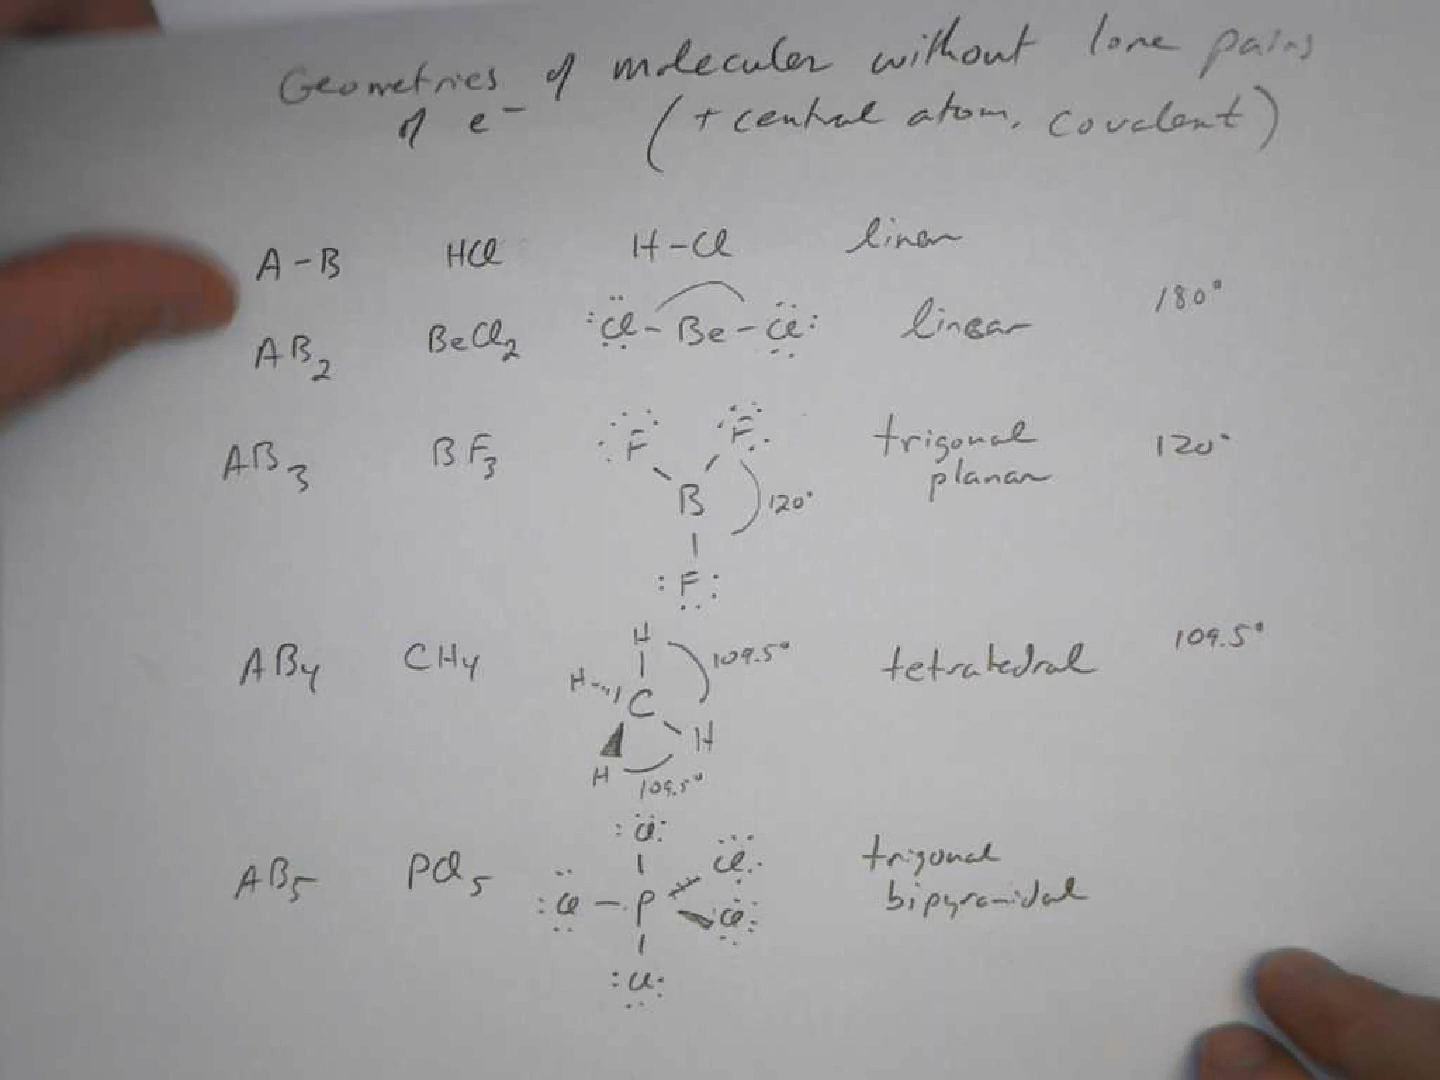 Geometries of molecules without lone pairs
of e⁻ (+ central atom, covalent)
A-B HCl H-Cl linear
AB₂ BeCl₂ :Cl-Be-Cl: linear 180°
AB₃ BF₃ F F trigonal planar 120°
B 120°
:F:
AB₄ CH₄ H 109.5° tetrahedral 109.5°
H C
H H
109.5°
:Cl:
AB₅ PCl₅ Cl trigonal
:Cl-P Cl bipyramidal
:Cl: